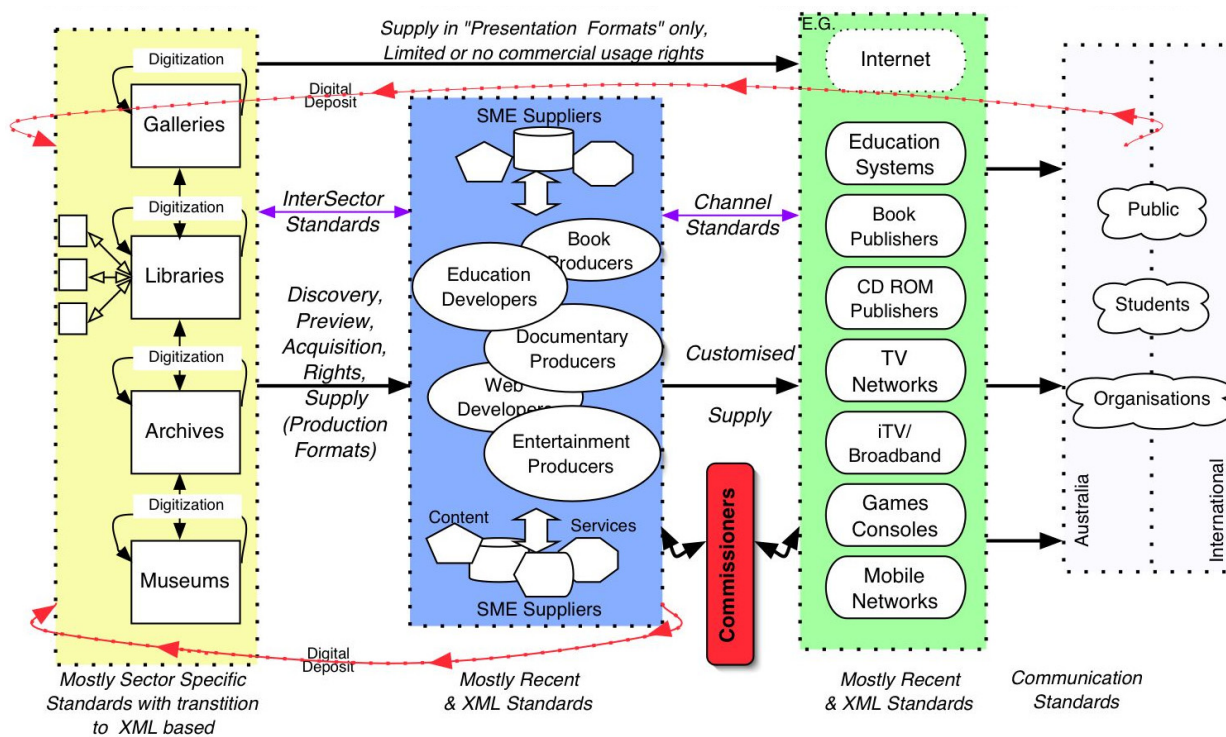 Supply in "Presentation Formats" only,
Limited or no commercial usage rights
E.G.
Digitization
Galleries
Digital
Deposit
SME Suppliers
Internet
Education
Systems
InterSector
Standards
Channel
Standards
Digitization
Libraries
Book
Producers
Education
Developers
Documentary
Producers
Web
Developers
Entertainment
Producers
Book
Publishers
CD ROM
Publishers
Public
Students
Organisations
Discovery,
Preview,
Acquisition,
Rights,
Supply
(Production
Formats)
Customised
Supply
TV
Networks
iTV/
Broadband
Games
Consoles
Mobile
Networks
Digitization
Archives
Digitization
Museums
Content
Services
SME Suppliers
Commissioners
Australia
International
Digital
Deposit
Mostly Sector Specific
Standards with transtition
to XML based
Mostly Recent
& XML Standards
Mostly Recent
& XML Standards
Communication
Standards